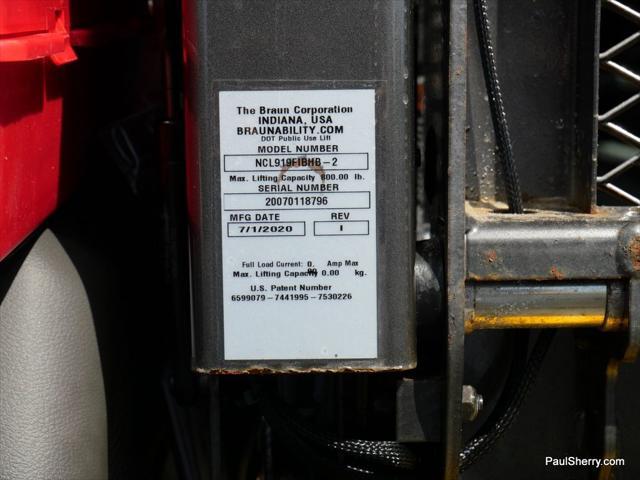 The Braun Corporation
INDIANA, USA
BRAUNABILITY.COM
DOT Public Use Lift
MODEL NUMBER
NCL919FIBHB-2
Max. Lifting Capacity 800.00 lb.
SERIAL NUMBER
20070118796
MFG DATE REV
7/1/2020 I
Full Load Current: 0. Amp Max
00
Max. Lifting Capacity 0.00 kg.
U.S. Patent Number
6599079-7441995-7530226
PaulSherry.com